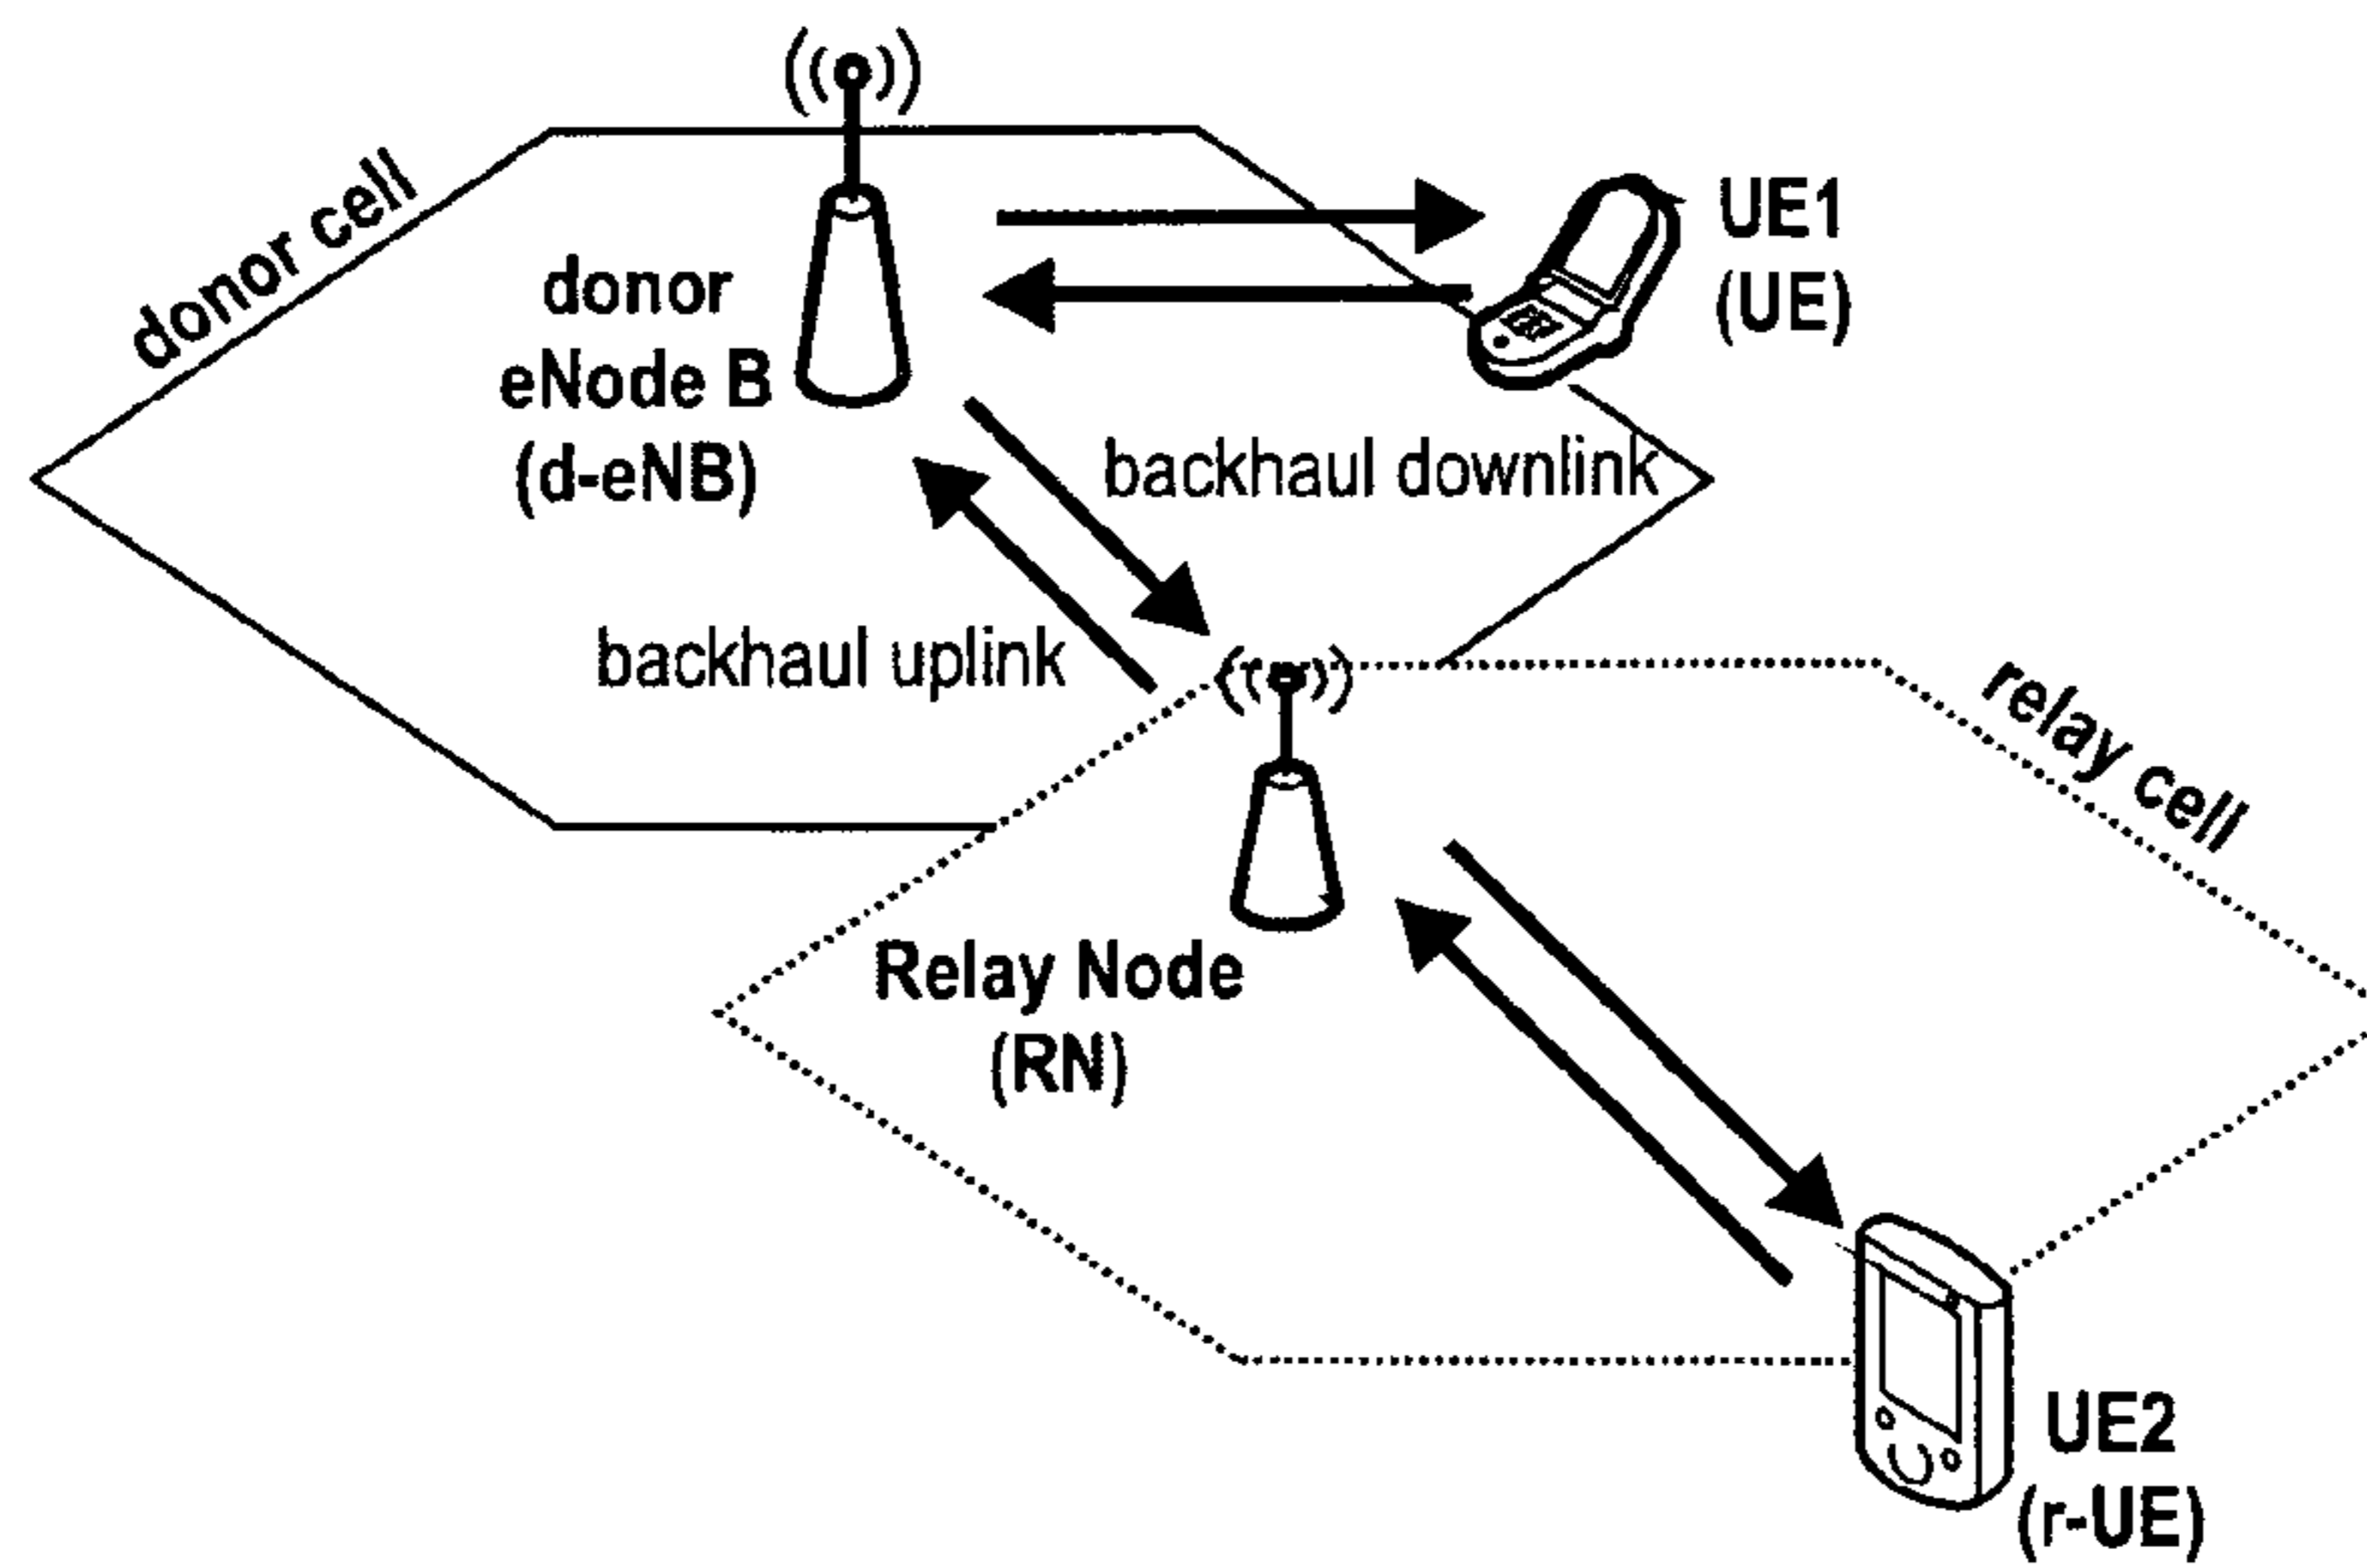 donor cell
donor
eNode B
(d-eNB)
UE1
(UE)
backhaul downlink
backhaul uplink
relay cell
Relay Node
(RN)
UE2
(r-UE)